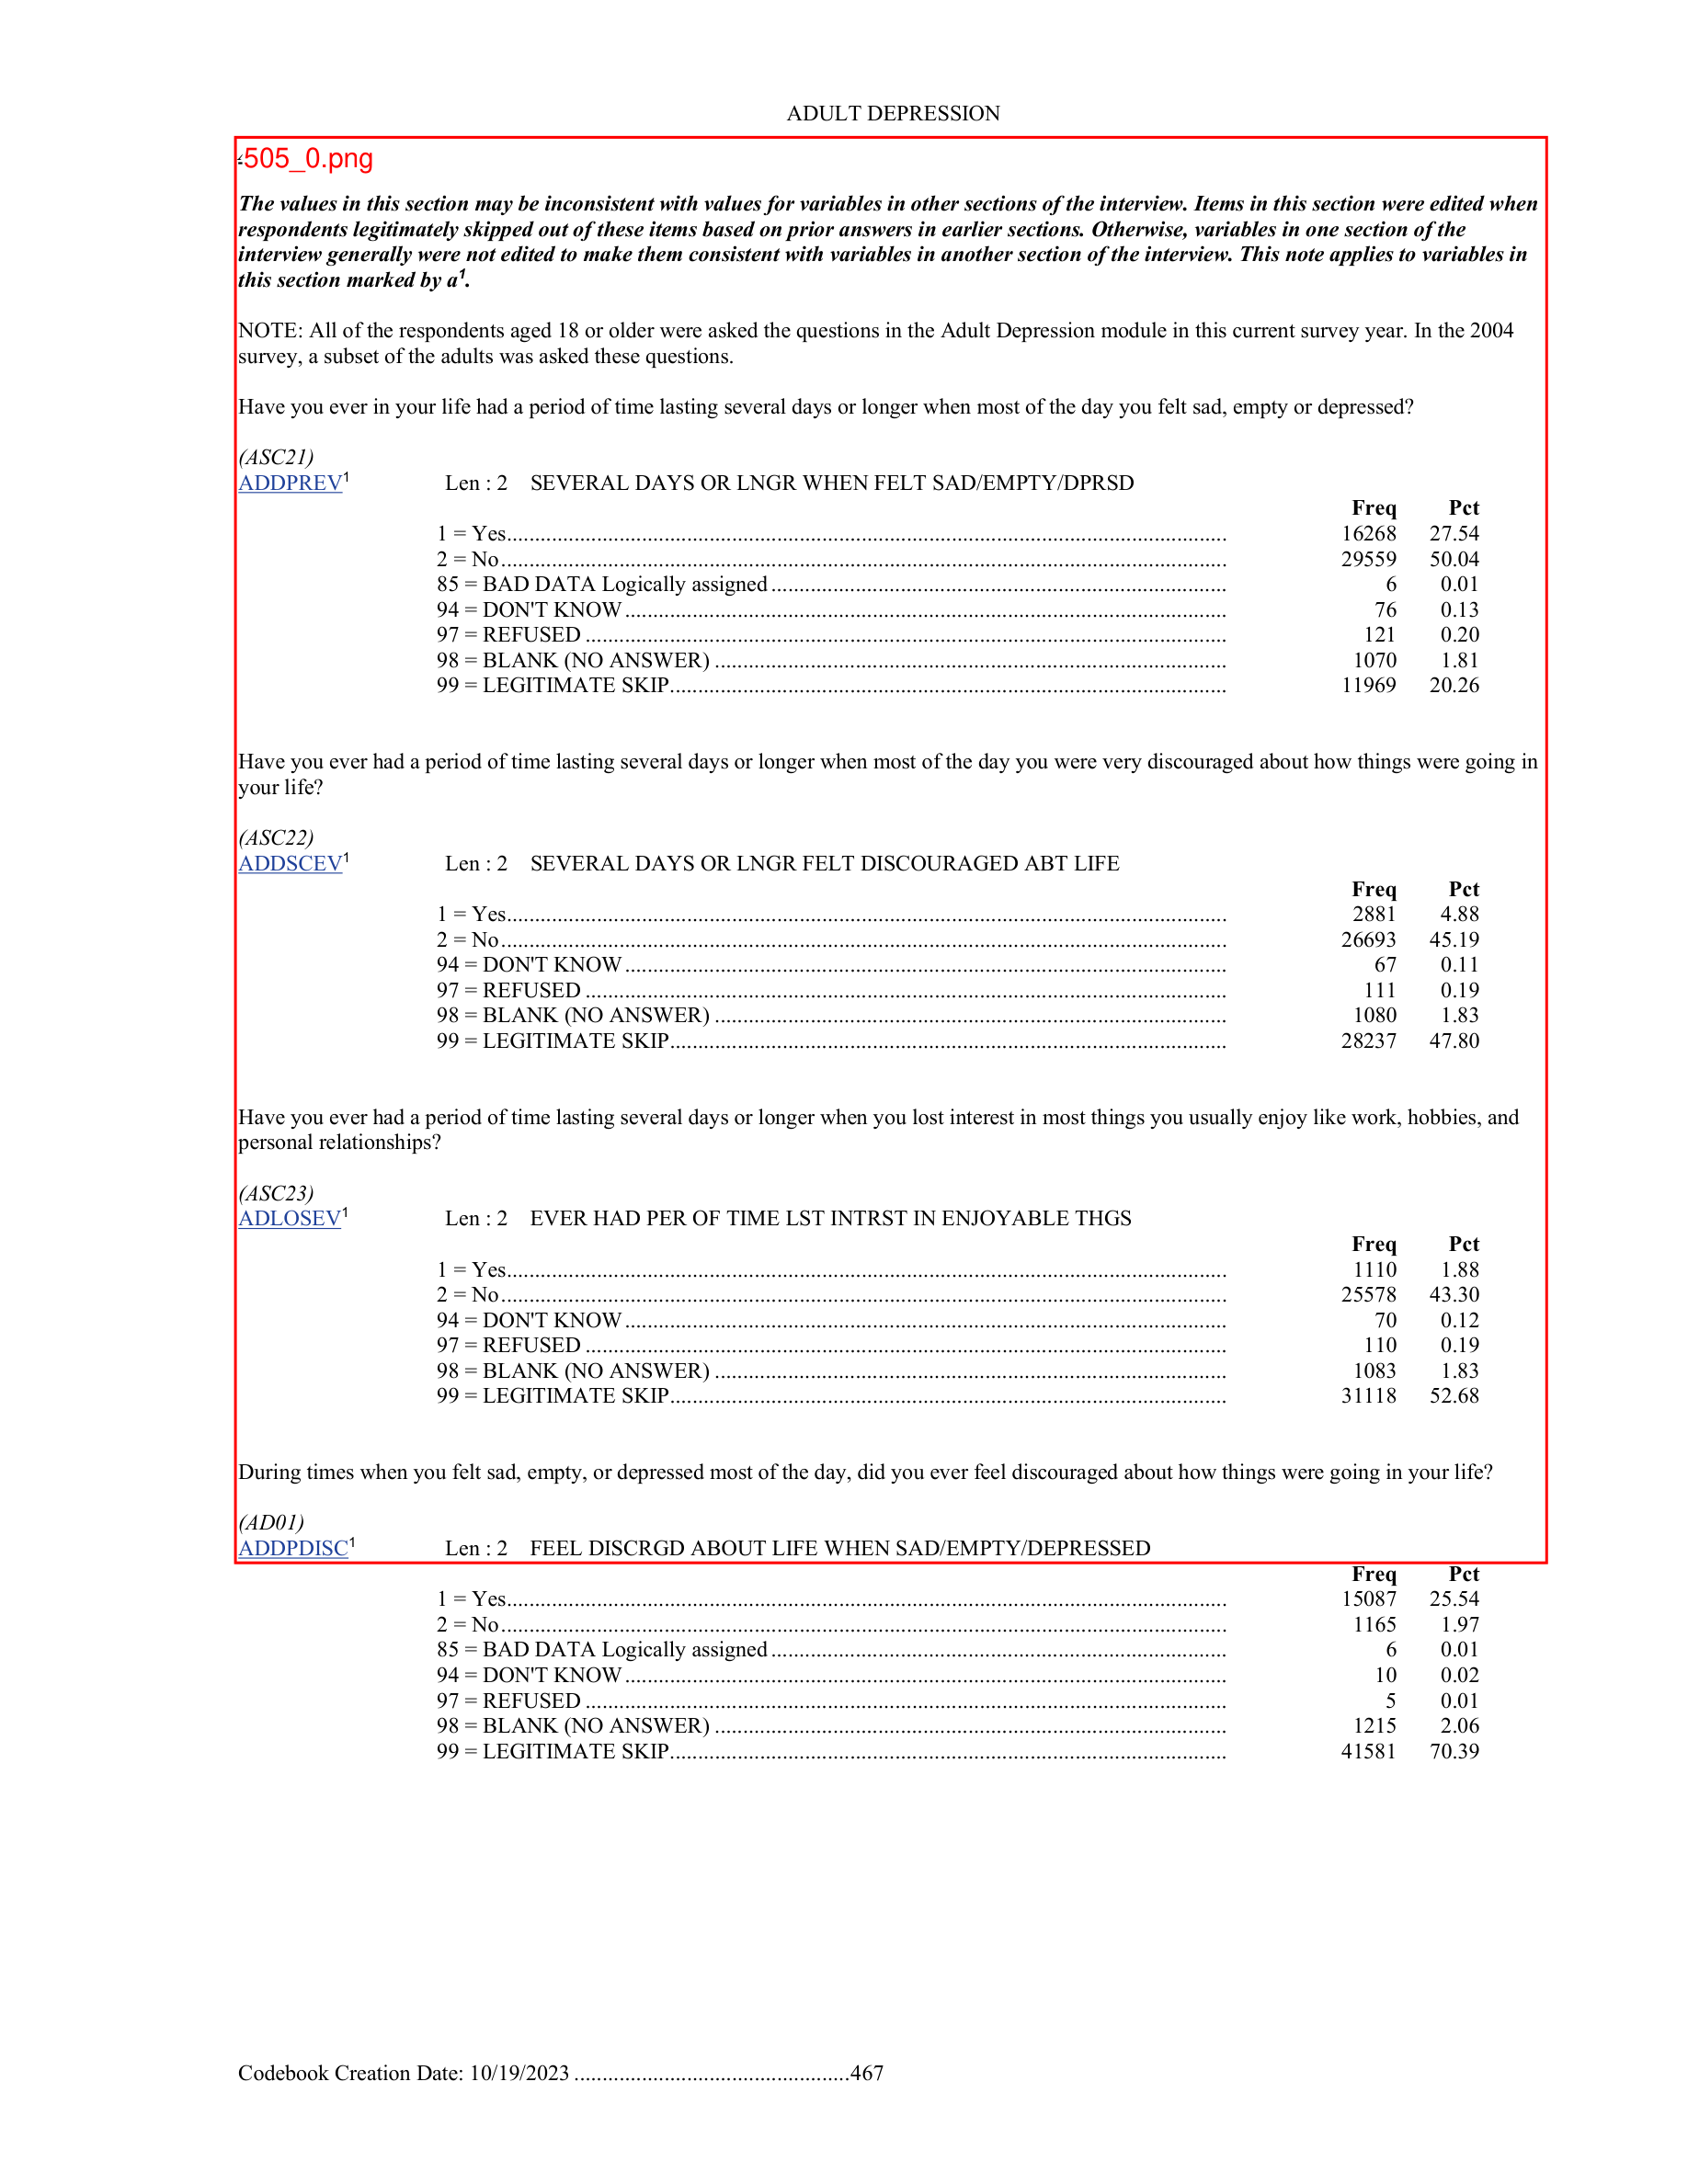 ADULT DEPRESSION
505_0.png
The values in this section may be inconsistent with values for variables in other sections of the interview. Items in this section were edited when
respondents legitimately skipped out of these items based on prior answers in earlier sections. Otherwise, variables in one section of the
interview generally were not edited to make them consistent with variables in another section of the interview. This note applies to variables in
this section marked by a¹.
NOTE: All of the respondents aged 18 or older were asked the questions in the Adult Depression module in this current survey year. In the 2004
survey, a subset of the adults was asked these questions.
Have you ever in your life had a period of time lasting several days or longer when most of the day you felt sad, empty or depressed?
(ASC21)
ADDPREV¹ Len : 2 SEVERAL DAYS OR LNGR WHEN FELT SAD/EMPTY/DPRSD
Freq Pct
1 = Yes................ 16268 27.54
2 = No................ 29559 50.04
85 = BAD DATA Logically assigned................ 6 0.01
94 = DON'T KNOW................ 76 0.13
97 = REFUSED................ 121 0.20
98 = BLANK (NO ANSWER)................ 1070 1.81
99 = LEGITIMATE SKIP................ 11969 20.26
Have you ever had a period of time lasting several days or longer when most of the day you were very discouraged about how things were going in
your life?
(ASC22)
ADDSCEV¹ Len : 2 SEVERAL DAYS OR LNGR FELT DISCOURAGED ABT LIFE
Freq Pct
1 = Yes................ 2881 4.88
2 = No................ 26693 45.19
94 = DON'T KNOW................ 67 0.11
97 = REFUSED................ 111 0.19
98 = BLANK (NO ANSWER)................ 1080 1.83
99 = LEGITIMATE SKIP................ 28237 47.80
Have you ever had a period of time lasting several days or longer when you lost interest in most things you usually enjoy like work, hobbies, and
personal relationships?
(ASC23)
ADLOSEV¹ Len : 2 EVER HAD PER OF TIME LST INTRST IN ENJOYABLE THGS
Freq Pct
1 = Yes................ 1110 1.88
2 = No................ 25578 43.30
94 = DON'T KNOW................ 70 0.12
97 = REFUSED................ 110 0.19
98 = BLANK (NO ANSWER)................ 1083 1.83
99 = LEGITIMATE SKIP................ 31118 52.68
During times when you felt sad, empty, or depressed most of the day, did you ever feel discouraged about how things were going in your life?
(AD01)
ADDPDISC¹ Len : 2 FEEL DISCRGD ABOUT LIFE WHEN SAD/EMPTY/DEPRESSED
Freq Pct
1 = Yes................ 15087 25.54
2 = No................ 1165 1.97
85 = BAD DATA Logically assigned................ 6 0.01
94 = DON'T KNOW................ 10 0.02
97 = REFUSED................ 5 0.01
98 = BLANK (NO ANSWER)................ 1215 2.06
99 = LEGITIMATE SKIP................ 41581 70.39
Codebook Creation Date: 10/19/2023 ................467